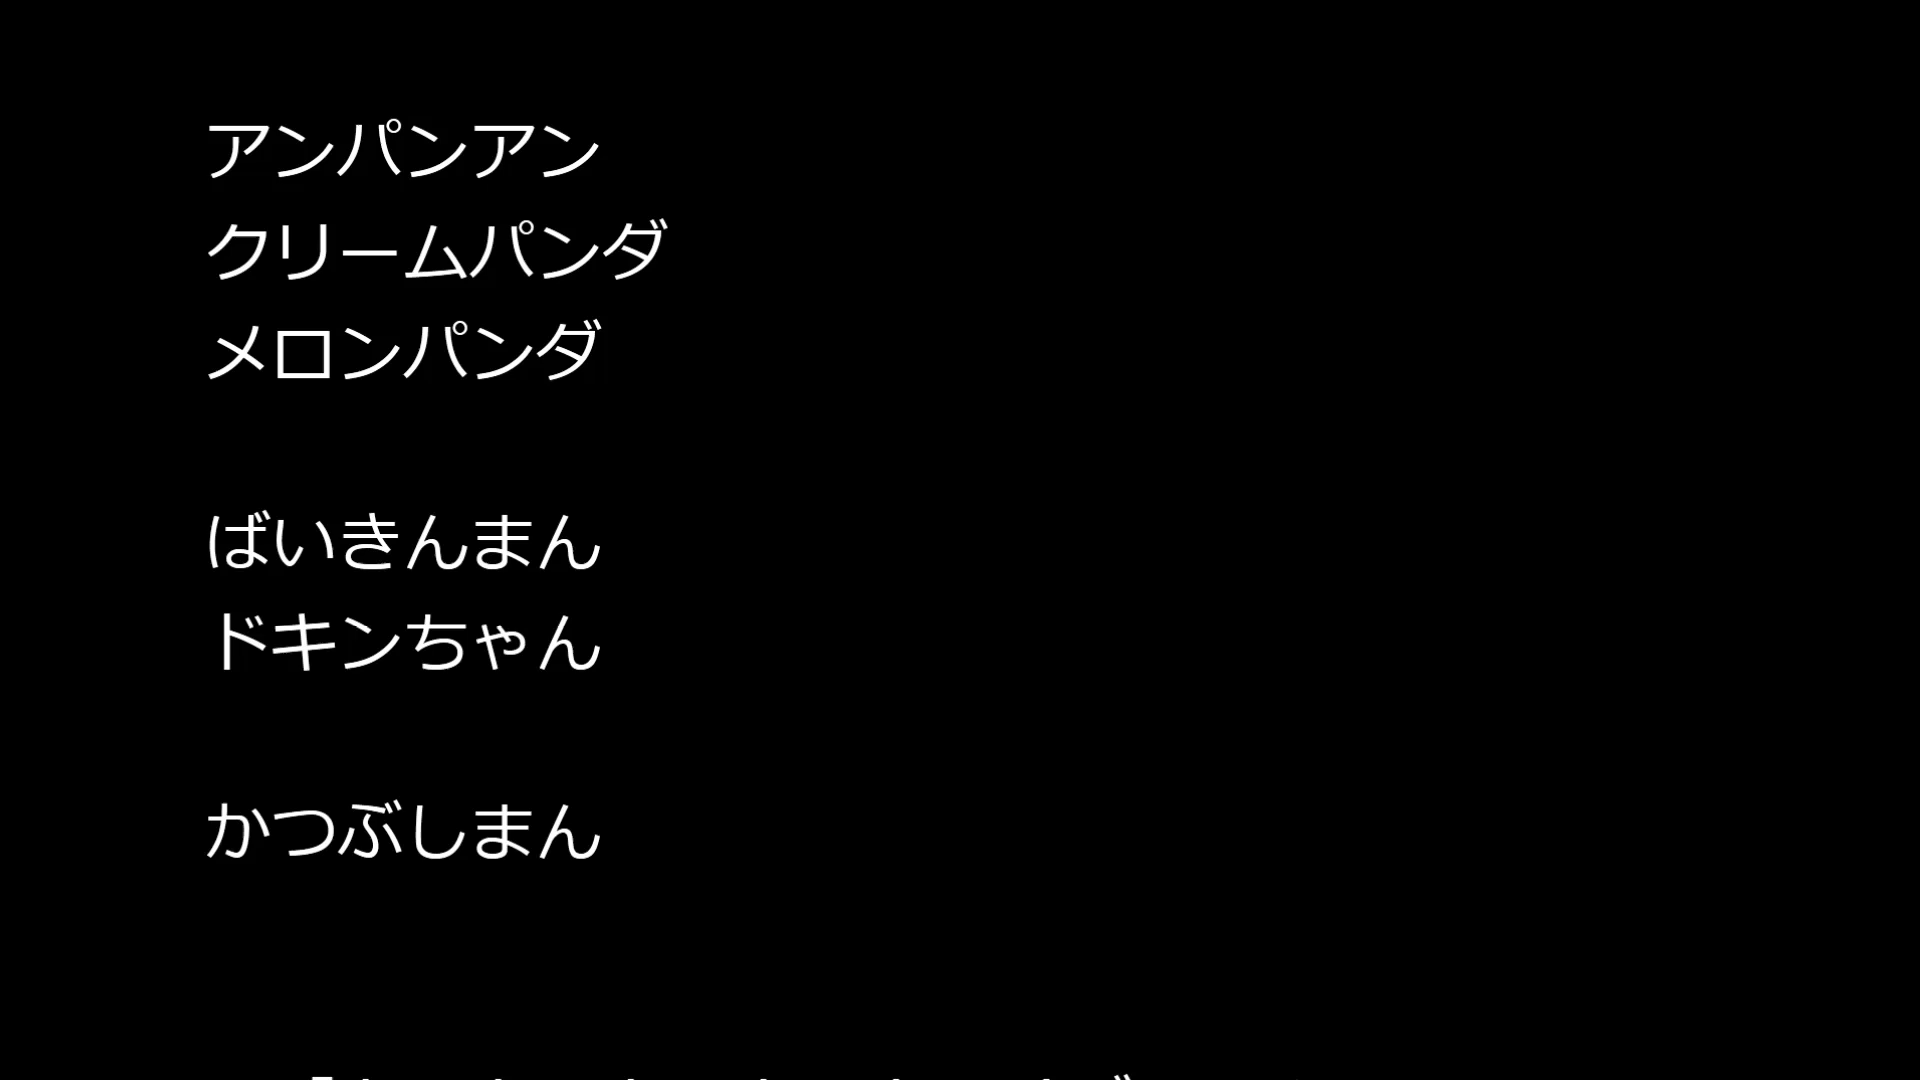 アンパンアン
クリームパンダ
メロンパンダ
ばいきんまん
ドキンちゃん
かつぶしまん